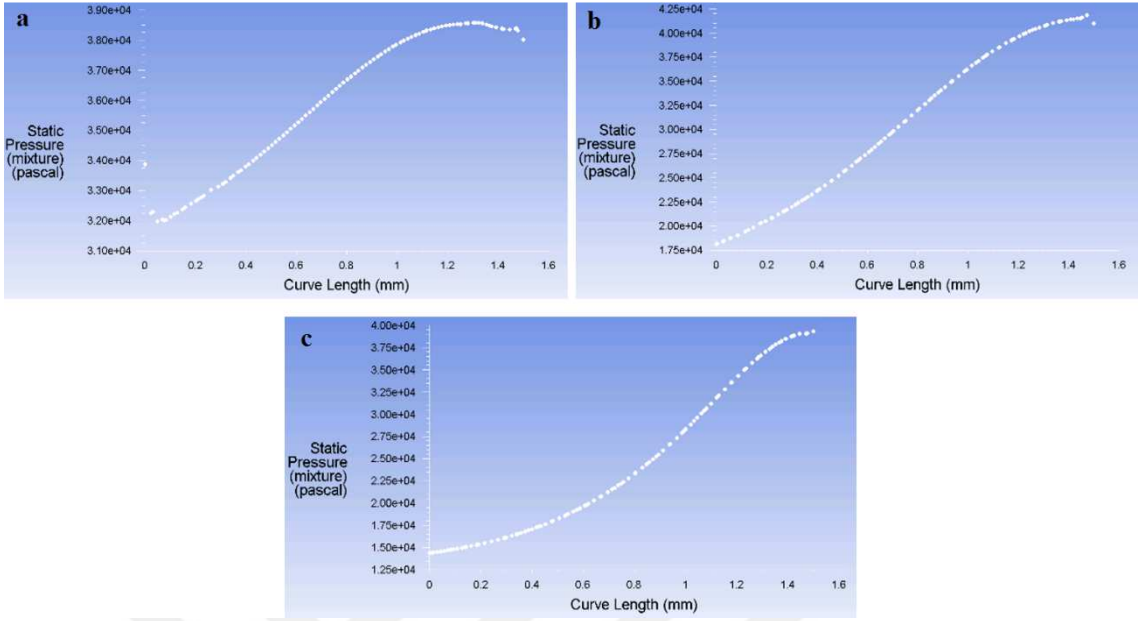 a
3.90e+04
3.80e+04
3.70e+04
3.60e+04
3.50e+04
3.40e+04
3.30e+04
3.20e+04
3.10e+04
Static
Pressure
(mixture)
(pascal)
0 0.2 0.4 0.6 0.8 1 1.2 1.4 1.6
Curve Length (mm)
b
4.25e+04
4.00e+04
3.75e+04
3.50e+04
3.25e+04
3.00e+04
2.75e+04
2.50e+04
2.25e+04
2.00e+04
1.75e+04
Static
Pressure
(mixture)
(pascal)
0 0.2 0.4 0.6 0.8 1 1.2 1.4 1.6
Curve Length (mm)
c
4.00e+04
3.75e+04
3.50e+04
3.25e+04
3.00e+04
2.75e+04
2.50e+04
2.25e+04
2.00e+04
1.75e+04
1.50e+04
1.25e+04
Static
Pressure
(mixture)
(pascal)
0 0.2 0.4 0.6 0.8 1 1.2 1.4 1.6
Curve Length (mm)